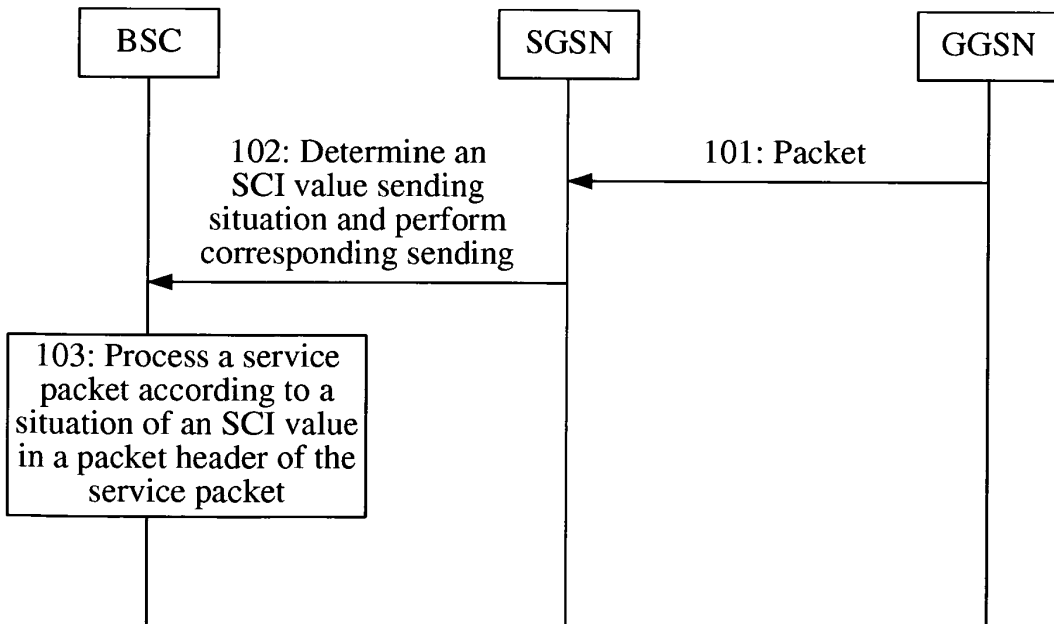 BSC
SGSN
GGSN
101: Packet
102: Determine an
SCI value sending
situation and perform
corresponding sending
103: Process a service
packet according to a
situation of an SCI value
in a packet header of the
service packet